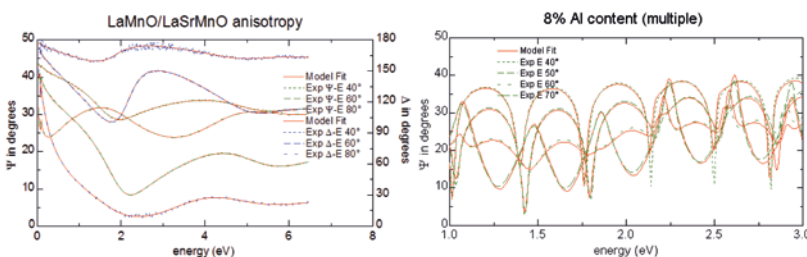 LaMnO/LaSrMnO anisotropy
50
40
30
20
10
0
Ψ in degrees
0
2
4
6
8
energy (eV)
180
150
120
90
60
30
0
Δ in degrees
Model Fit
Exp Ψ-E 40°
Exp Ψ-E 60°
Exp Ψ-E 80°
Model Fit
Exp Δ-E 40°
Exp Δ-E 60°
Exp Δ-E 80°
8% Al content (multiple)
50
40
30
20
10
0
Ψ in degrees
1.0
1.5
2.0
2.5
3.0
energy (eV)
Model Fit
Exp E 40°
Exp E 50°
Exp E 60°
Exp E 70°